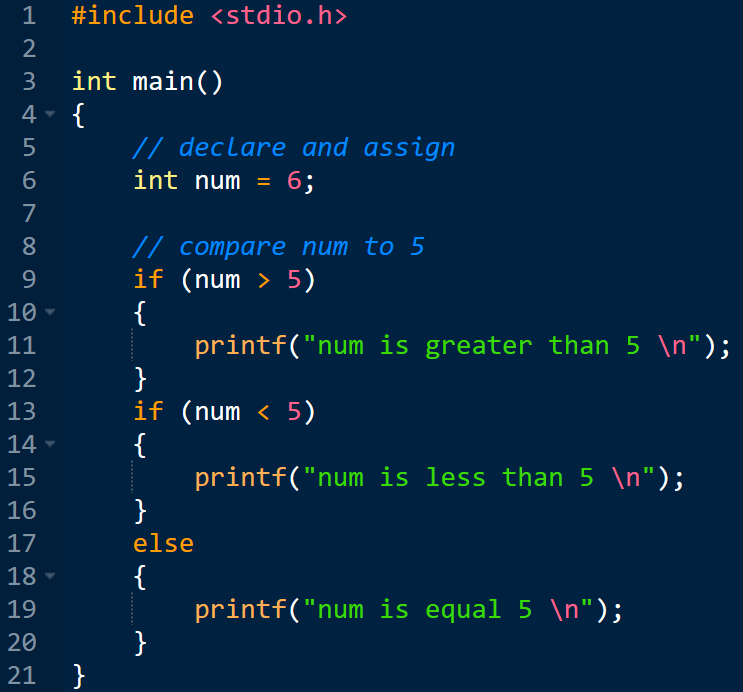 1 #include <stdio.h>
2
3 int main()
4 {
5     // declare and assign
6     int num = 6;
7
8     // compare num to 5
9     if (num > 5)
10     {
11         printf("num is greater than 5 \n");
12     }
13     if (num < 5)
14     {
15         printf("num is less than 5 \n");
16     }
17     else
18     {
19         printf("num is equal 5 \n");
20     }
21 }